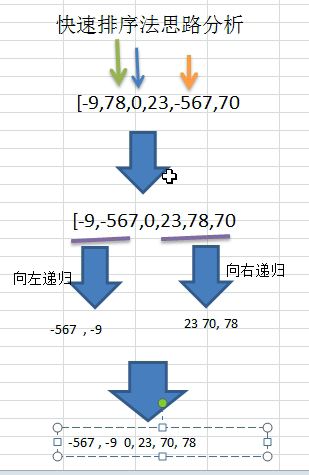 快速排序法思路分析
[-9,78,0,23,-567,70
[-9,-567,0,23,78,70
向左递归
向右递归
-567 , -9
23 70, 78
-567 , -9 0, 23, 70, 78